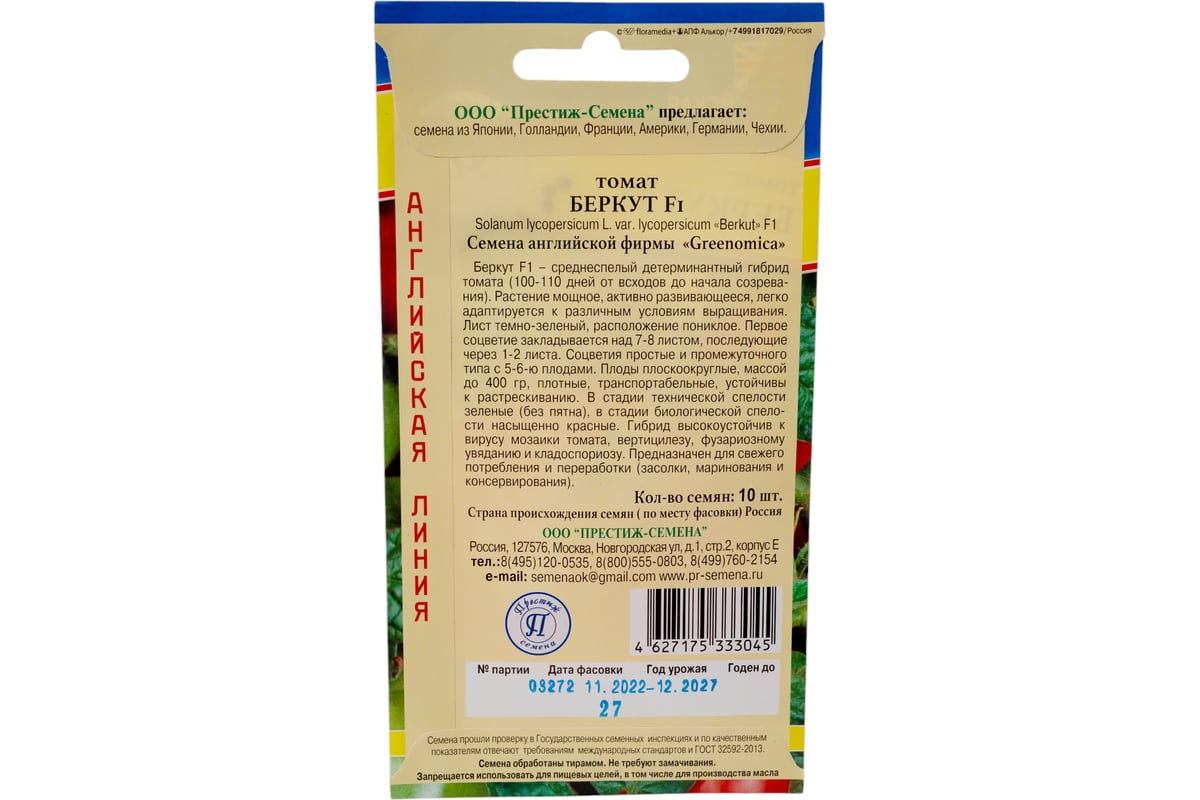 © floramedia+АПФ Алькор/+74991817029/Россия
ООО “Престиж-Семена” предлагает:
семена из Японии, Голландии, Франции, Америки, Германии, Чехии.
АНГЛИЙСКАЯ ЛИНИЯ
томат
БЕРКУТ F1
Solanum lycopersicum L. var. lycopersicum «Berkut» F1
Семена английской фирмы «Greenomica»
Беркут F1 – среднеспелый детерминантный гибрид
томата (100-110 дней от всходов до начала созрева-
ния). Растение мощное, активно развивающееся, легко
адаптируется к различным условиям выращивания.
Лист темно-зеленый, расположение пониклое. Первое
соцветие закладывается над 7-8 листом, последующие
через 1-2 листа. Соцветия простые и промежуточного
типа с 5-6-ю плодами. Плоды плоскоокруглые, массой
до 400 гр, плотные, транспортабельные, устойчивы
к растрескиванию. В стадии технической спелости
зеленые (без пятна), в стадии биологической спело-
сти насыщенно красные. Гибрид высокоустойчив к
вирусу мозаики томата, вертицилезу, фузариозному
увяданию и кладоспориозу. Предназначен для свежего
потребления и переработки (засолки, маринования и
консервирования).
Кол-во семян: 10 шт.
Страна происхождения семян ( по месту фасовки) Россия
ООО “ПРЕСТИЖ-СЕМЕНА”
Россия, 127576, Москва, Новгородская ул, д.1, стр.2, корпус Е
тел.:8(495)120-0535, 8(800)555-0803, 8(499)760-2154
e-mail: semenaok@gmail.com www.pr-semena.ru
Престиж
П
семена
4 627175 333045
№ партии Дата фасовки Год урожая Годен до
03272 11. 2022–12. 2027
27
Семена прошли проверку в Государственных семенных инспекциях и по качественным
показателям отвечают требованиям международных стандартов и ГОСТ 32592-2013.
Семена обработаны тирамом. Не требуют замачивания.
Запрещается использовать для пищевых целей, в том числе для производства масла